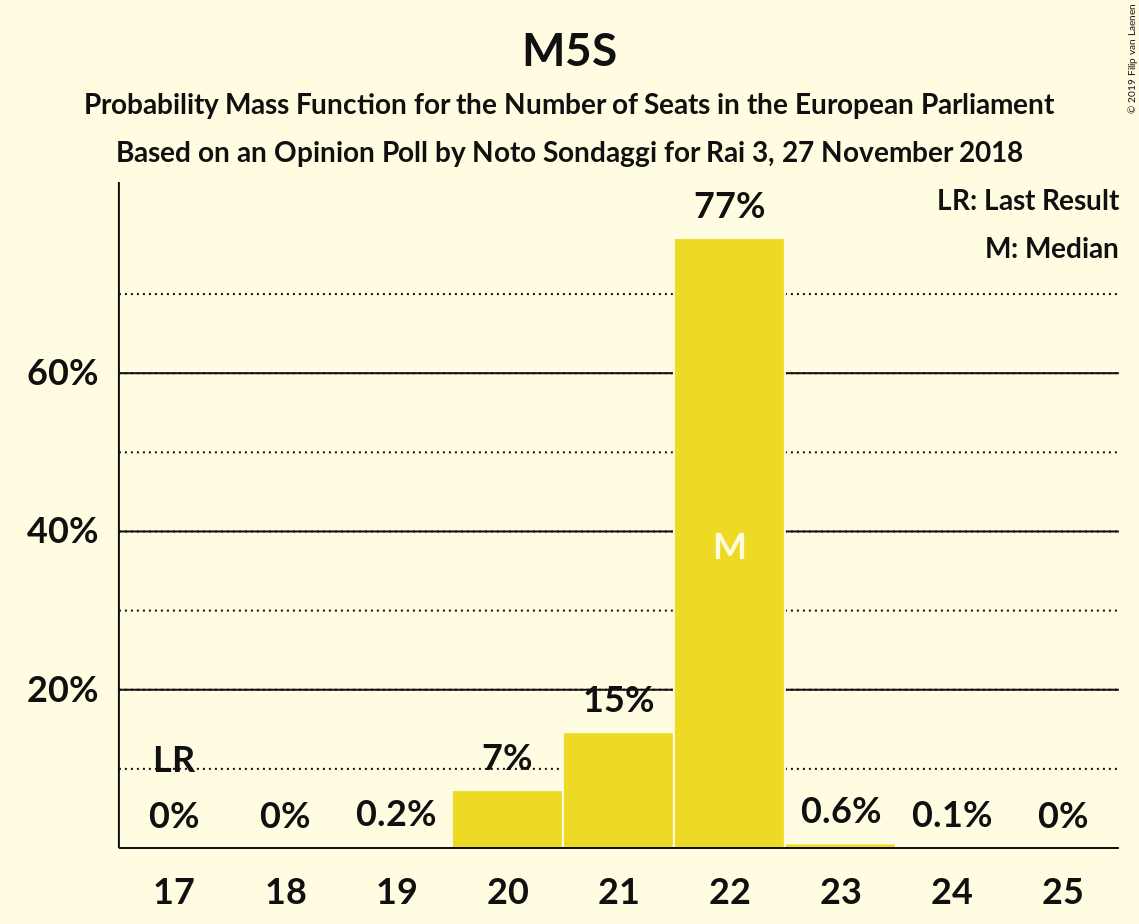 M5S
Probability Mass Function for the Number of Seats in the European Parliament
Based on an Opinion Poll by Noto Sondaggi for Rai 3, 27 November 2018
© 2019 Filip van Laenen
LR: Last Result
M: Median
60%
40%
20%
LR
0%
0%
0.2%
7%
15%
77%
M
0.6%
0.1%
0%
17 18 19 20 21 22 23 24 25